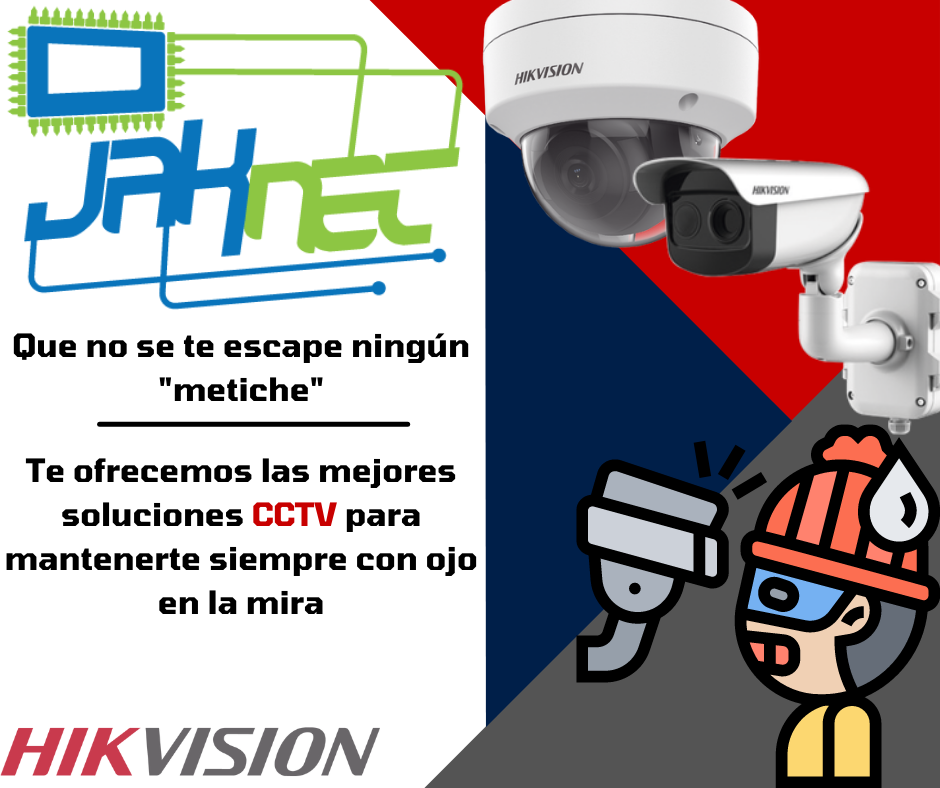 JAKNET
Que no se te escape ningún
"metiche"
Te ofrecemos las mejores
soluciones CCTV para
mantenerte siempre con ojo
en la mira
HIKVISION
HIKVISION
HIKVISION